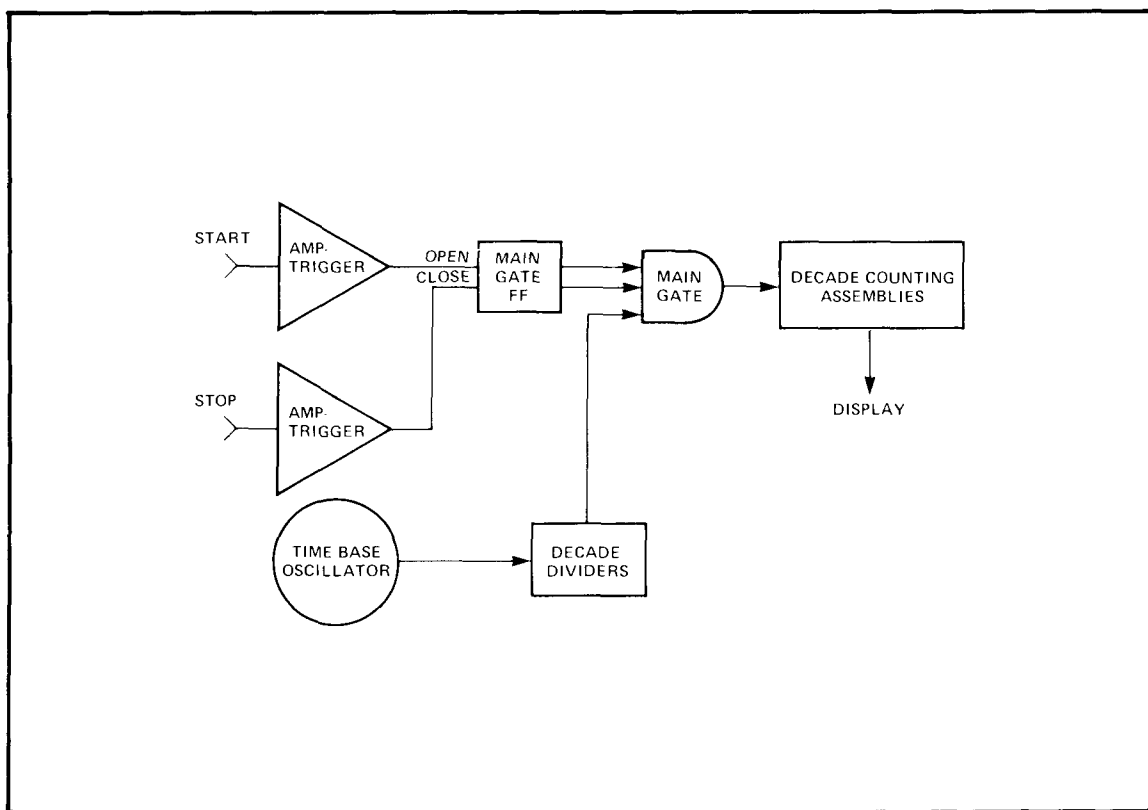 START
AMP-
TRIGGER
OPEN
CLOSE
MAIN
GATE
FF
MAIN
GATE
DECADE COUNTING
ASSEMBLIES
STOP
AMP-
TRIGGER
DISPLAY
TIME BASE
OSCILLATOR
DECADE
DIVIDERS